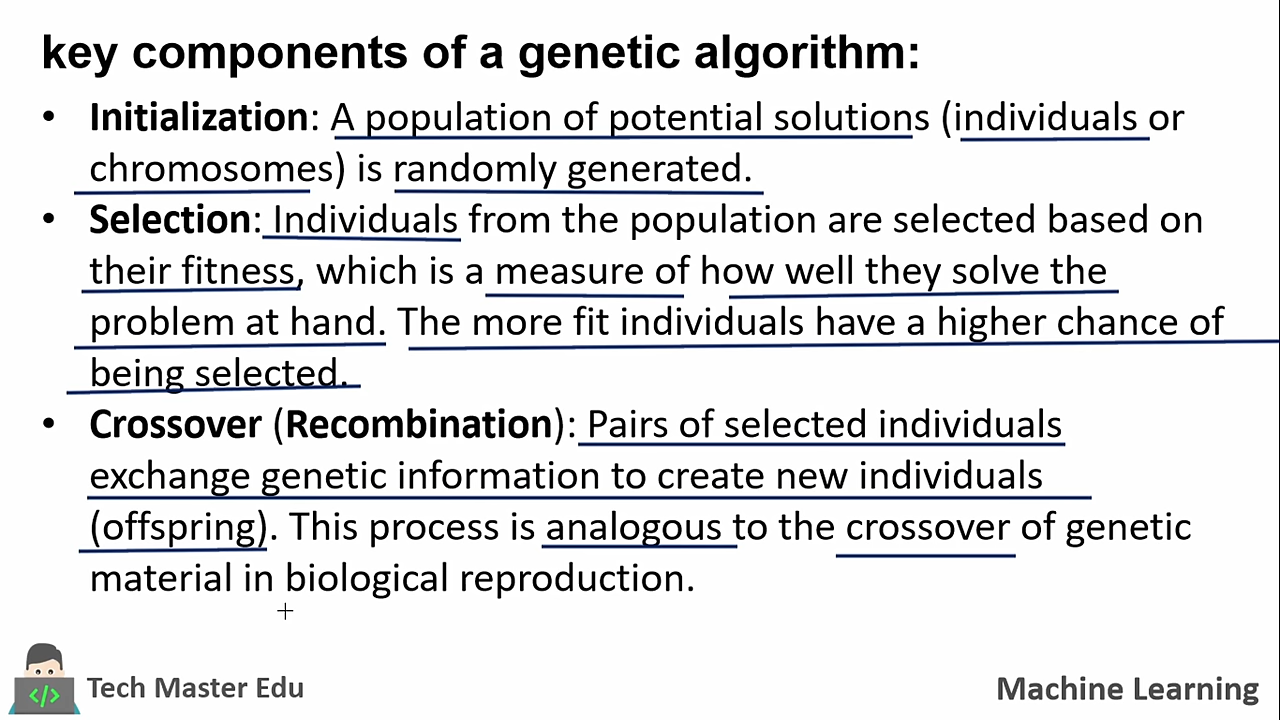 key components of a genetic algorithm:
• Initialization: A population of potential solutions (individuals or
chromosomes) is randomly generated.
• Selection: Individuals from the population are selected based on
their fitness, which is a measure of how well they solve the
problem at hand. The more fit individuals have a higher chance of
being selected.
• Crossover (Recombination): Pairs of selected individuals
exchange genetic information to create new individuals
(offspring). This process is analogous to the crossover of genetic
material in biological reproduction.
</>
Tech Master Edu
Machine Learning